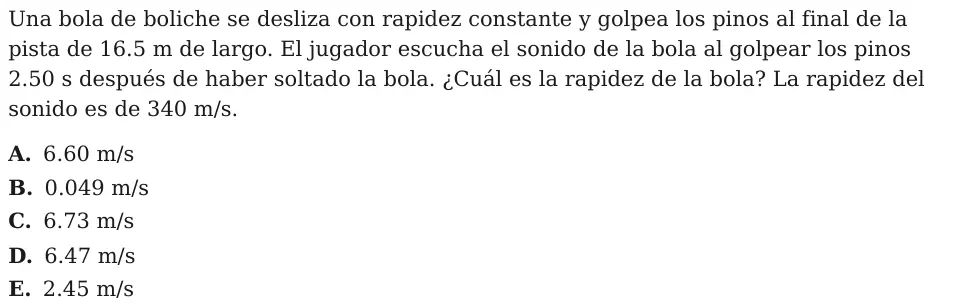 Una bola de boliche se desliza con rapidez constante y golpea los pinos al final de la
pista de 16.5 m de largo. El jugador escucha el sonido de la bola al golpear los pinos
2.50 s después de haber soltado la bola. ¿Cuál es la rapidez de la bola? La rapidez del
sonido es de 340 m/s.
A. 6.60 m/s
B. 0.049 m/s
C. 6.73 m/s
D. 6.47 m/s
E. 2.45 m/s